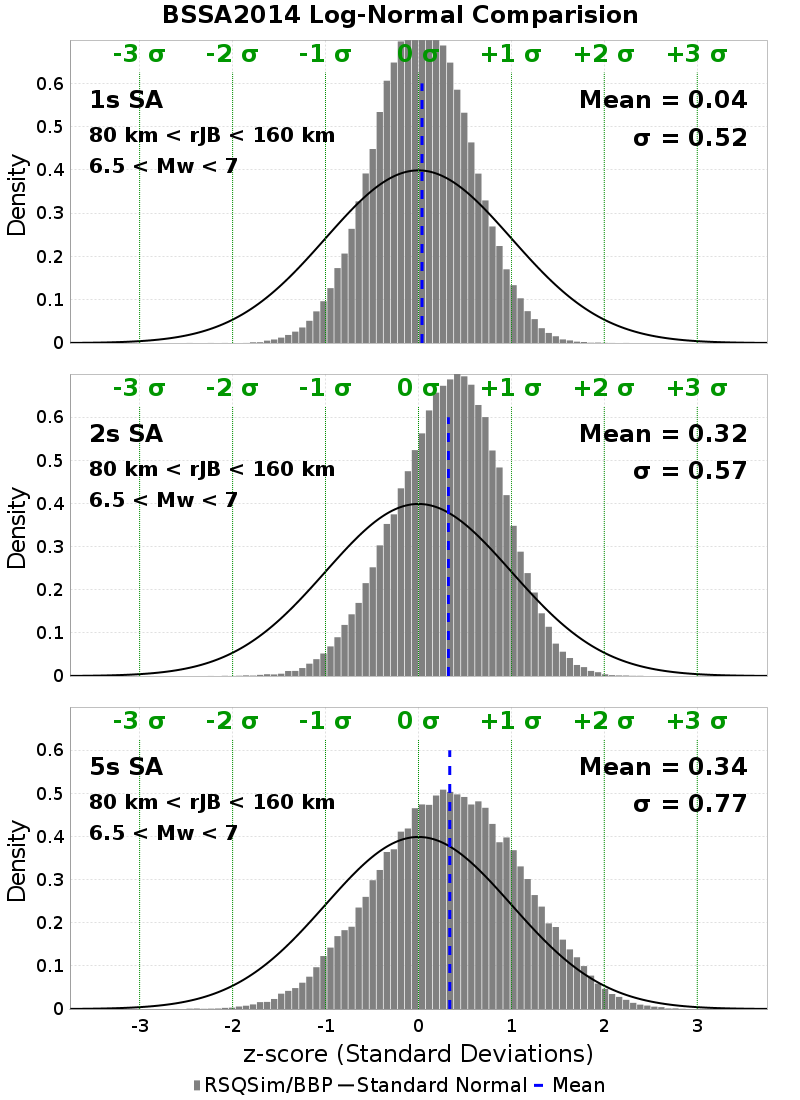 BSSA2014 Log-Normal Comparision
-3 σ -2 σ -1 σ 0 σ +1 σ +2 σ +3 σ
1s SA
Mean = 0.04
80 km < rJB < 160 km
σ = 0.52
6.5 < Mw < 7
Density
0.6
0.5
0.4
0.3
0.2
0.1
0
-3 σ -2 σ -1 σ 0 σ +1 σ +2 σ +3 σ
2s SA
Mean = 0.32
80 km < rJB < 160 km
σ = 0.57
6.5 < Mw < 7
Density
0.6
0.5
0.4
0.3
0.2
0.1
0
-3 σ -2 σ -1 σ 0 σ +1 σ +2 σ +3 σ
5s SA
Mean = 0.34
80 km < rJB < 160 km
σ = 0.77
6.5 < Mw < 7
Density
0.6
0.5
0.4
0.3
0.2
0.1
0
-3 -2 -1 0 1 2 3
z-score (Standard Deviations)
RSQSim/BBP Standard Normal Mean